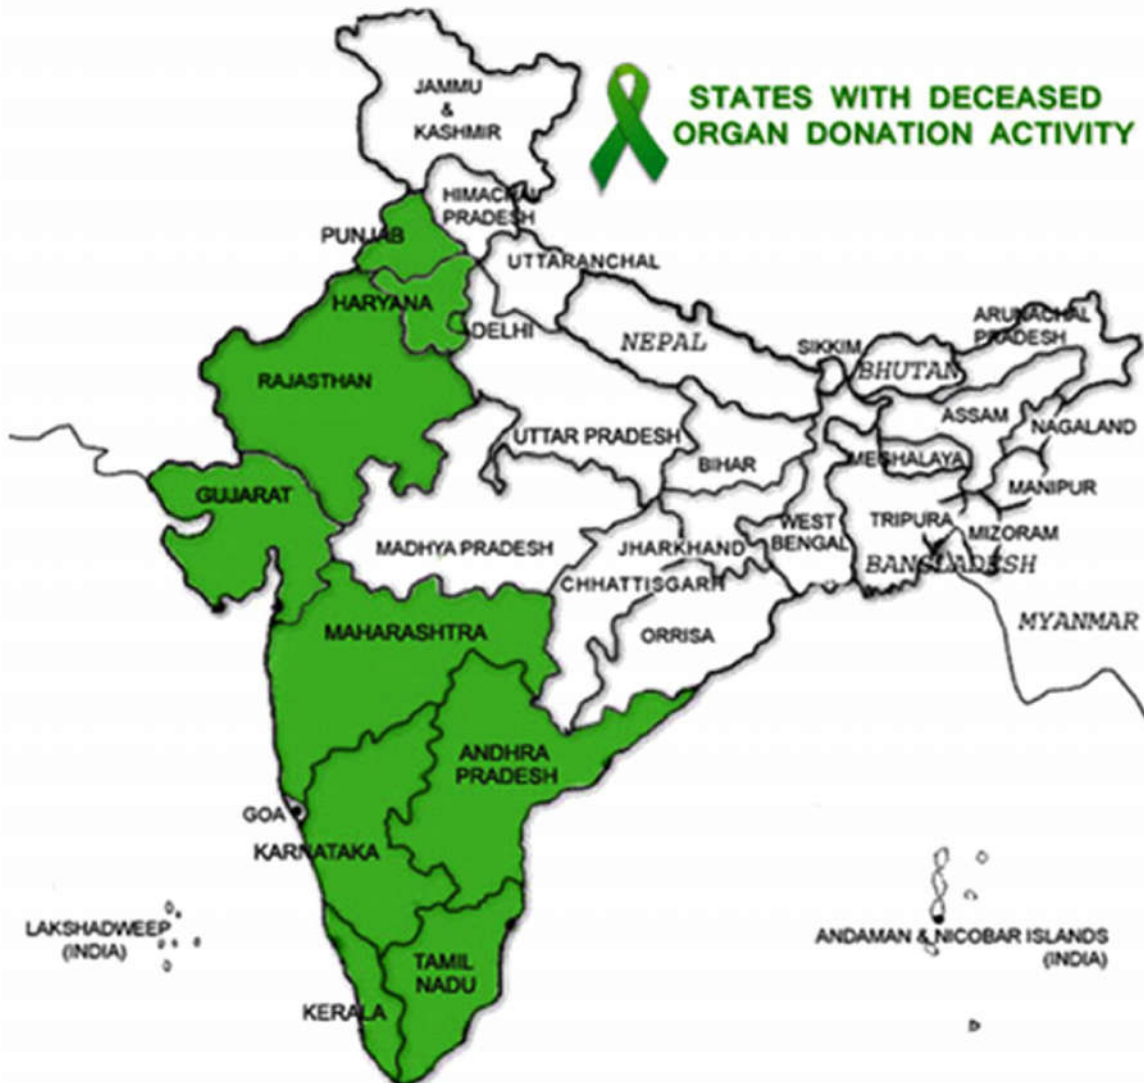 STATES WITH DECEASED
ORGAN DONATION ACTIVITY
JAMMU
&
KASHMIR
HIMACHAL
PRADESH
PUNJAB
UTTARANCHAL
HARYANA
DELHI
NEPAL
SIKKIM
BHUTAN
ARUNACHAL
PRADESH
RAJASTHAN
UTTAR PRADESH
BIHAR
ASSAM
NAGALAND
MEGHALAYA
MANIPUR
GUJARAT
MADHYA PRADESH
JHARKHAND
WEST
BENGAL
TRIPURA
MIZORAM
BANGLADESH
CHHATTISGARH
MYANMAR
MAHARASHTRA
ORRISA
ANDHRA
PRADESH
GOA
KARNATAKA
LAKSHADWEEP
(INDIA)
ANDAMAN & NICOBAR ISLANDS
(INDIA)
TAMIL
NADU
KERALA